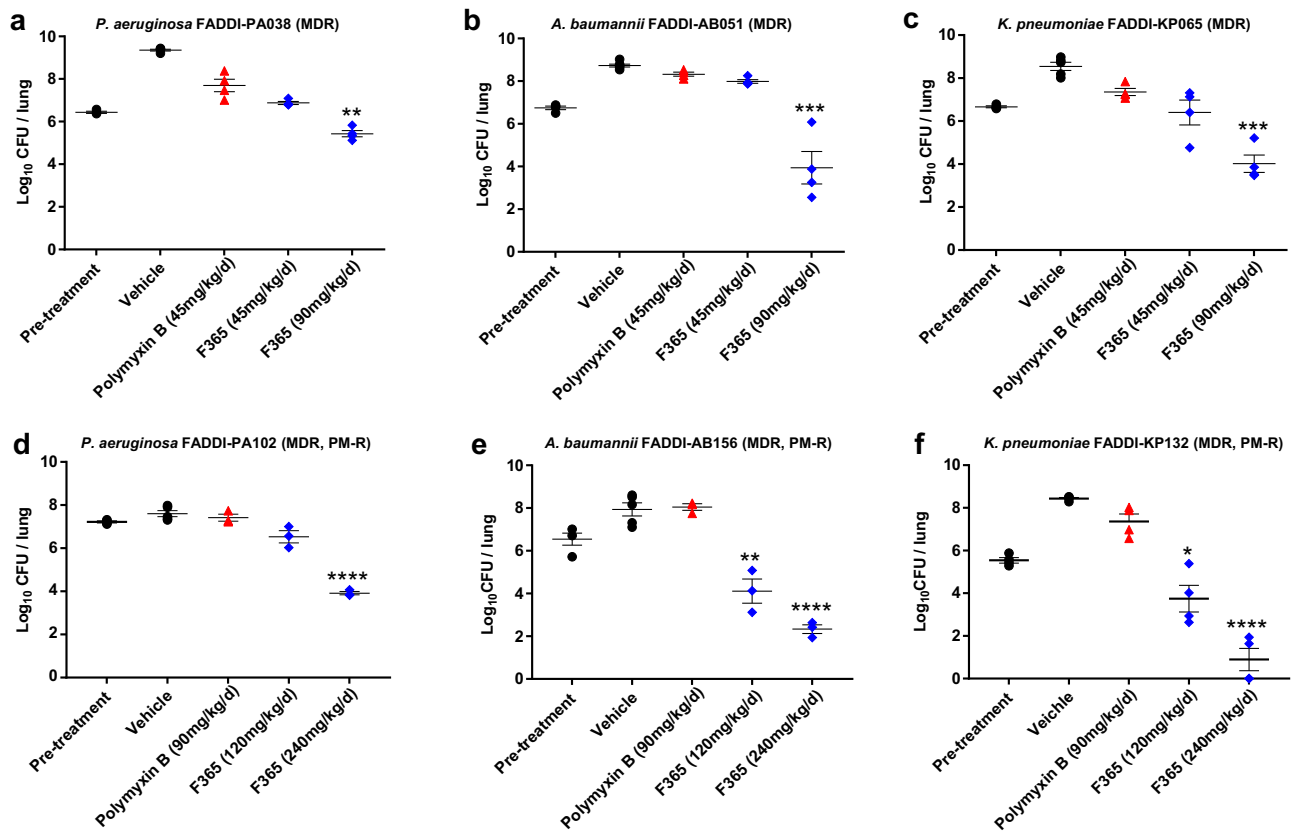 a
P. aeruginosa FADDI-PA038 (MDR)
Log10 CFU / lung
10
8
6
4
2
0
**
Pre-treatment
Vehicle
Polymyxin B (45mg/kg/d)
F365 (45mg/kg/d)
F365 (90mg/kg/d)
b
A. baumannii FADDI-AB051 (MDR)
Log10 CFU / lung
10
8
6
4
2
0
***
Pre-treatment
Vehicle
Polymyxin B (45mg/kg/d)
F365 (45mg/kg/d)
F365 (90mg/kg/d)
c
K. pneumoniae FADDI-KP065 (MDR)
Log10 CFU / lung
10
8
6
4
2
0
***
Pre-treatment
Vehicle
Polymyxin B (45mg/kg/d)
F365 (45mg/kg/d)
F365 (90mg/kg/d)
d
P. aeruginosa FADDI-PA102 (MDR, PM-R)
Log10 CFU / lung
10
8
6
4
2
0
****
Pre-treatment
Vehicle
Polymyxin B (90mg/kg/d)
F365 (120mg/kg/d)
F365 (240mg/kg/d)
e
A. baumannii FADDI-AB156 (MDR, PM-R)
Log10CFU / lung
10
8
6
4
2
0
**
****
Pre-treatment
Vehicle
Polymyxin B (90mg/kg/d)
F365 (120mg/kg/d)
F365 (240mg/kg/d)
f
K. pneumoniae FADDI-KP132 (MDR, PM-R)
Log10CFU / lung
10
8
6
4
2
0
*
****
Pre-treatment
Veichle
Polymyxin B (90mg/kg/d)
F365 (120mg/kg/d)
F365 (240mg/kg/d)